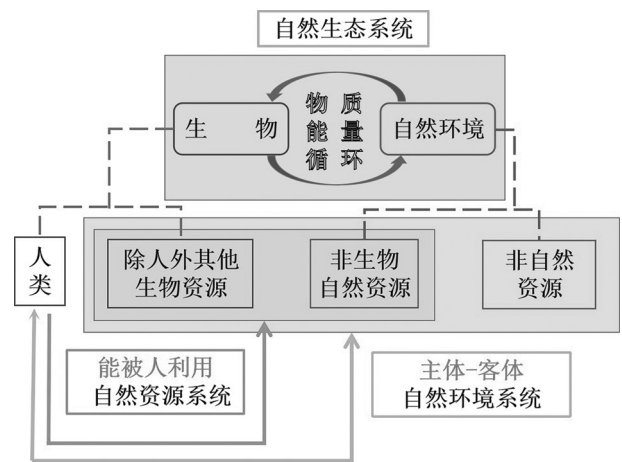 自然生态系统
物 质
能 量
循 环
生 物
自然环境
人
类
除人外其他
生物资源
非生物
自然资源
非自然
资源
能被人利用
自然资源系统
主体-客体
自然环境系统